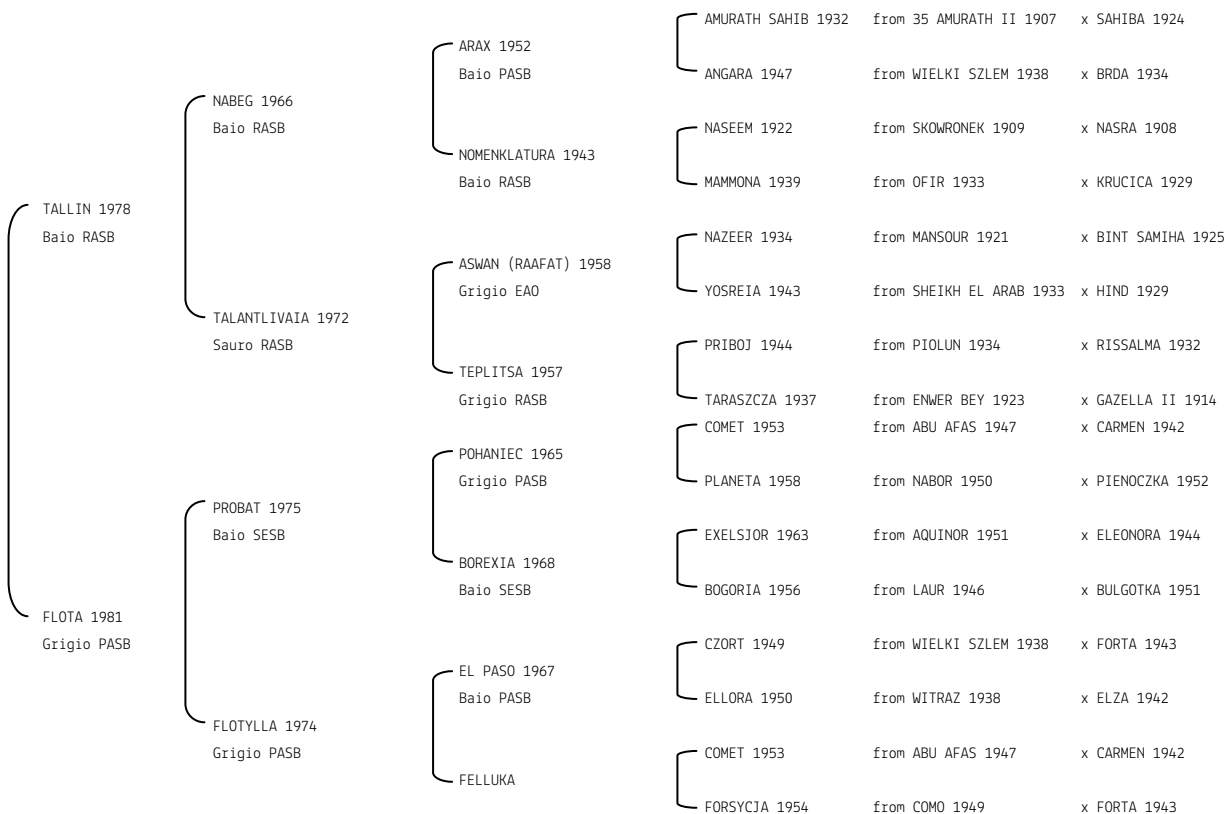 AMURATH SAHIB 1932 from 35 AMURATH II 1907 x SAHIBA 1924
ARAX 1952
Baio PASB
ANGARA 1947 from WIELKI SZLEM 1938 x BRDA 1934
NABEG 1966
Baio RASB
NASEEM 1922 from SKOWRONEK 1909 x NASRA 1908
NOMENKLATURA 1943
Baio RASB
MAMMONA 1939 from OFIR 1933 x KRUCICA 1929
TALLIN 1978
Baio RASB
NAZEER 1934 from MANSOUR 1921 x BINT SAMIHA 1925
ASWAN (RAAFAT) 1958
Grigio EAO
YOSREIA 1943 from SHEIKH EL ARAB 1933 x HIND 1929
TALANTLIVAIA 1972
Sauro RASB
PRIBOJ 1944 from PIOLUN 1934 x RISSALMA 1932
TEPLITSA 1957
Grigio RASB
TARASZCZA 1937 from ENWER BEY 1923 x GAZELLA II 1914
COMET 1953 from ABU AFAS 1947 x CARMEN 1942
POHANIEC 1965
Grigio PASB
PLANETA 1958 from NABOR 1950 x PIENOCZKA 1952
PROBAT 1975
Baio SESB
EXELSJOR 1963 from AQUINOR 1951 x ELEONORA 1944
BOREXIA 1968
Baio SESB
BOGORIA 1956 from LAUR 1946 x BULGOTKA 1951
FLOTA 1981
Grigio PASB
CZORT 1949 from WIELKI SZLEM 1938 x FORTA 1943
EL PASO 1967
Baio PASB
ELLORA 1950 from WITRAZ 1938 x ELZA 1942
FLOTYLLA 1974
Grigio PASB
COMET 1953 from ABU AFAS 1947 x CARMEN 1942
FELLUKA
FORSYCJA 1954 from COMO 1949 x FORTA 1943